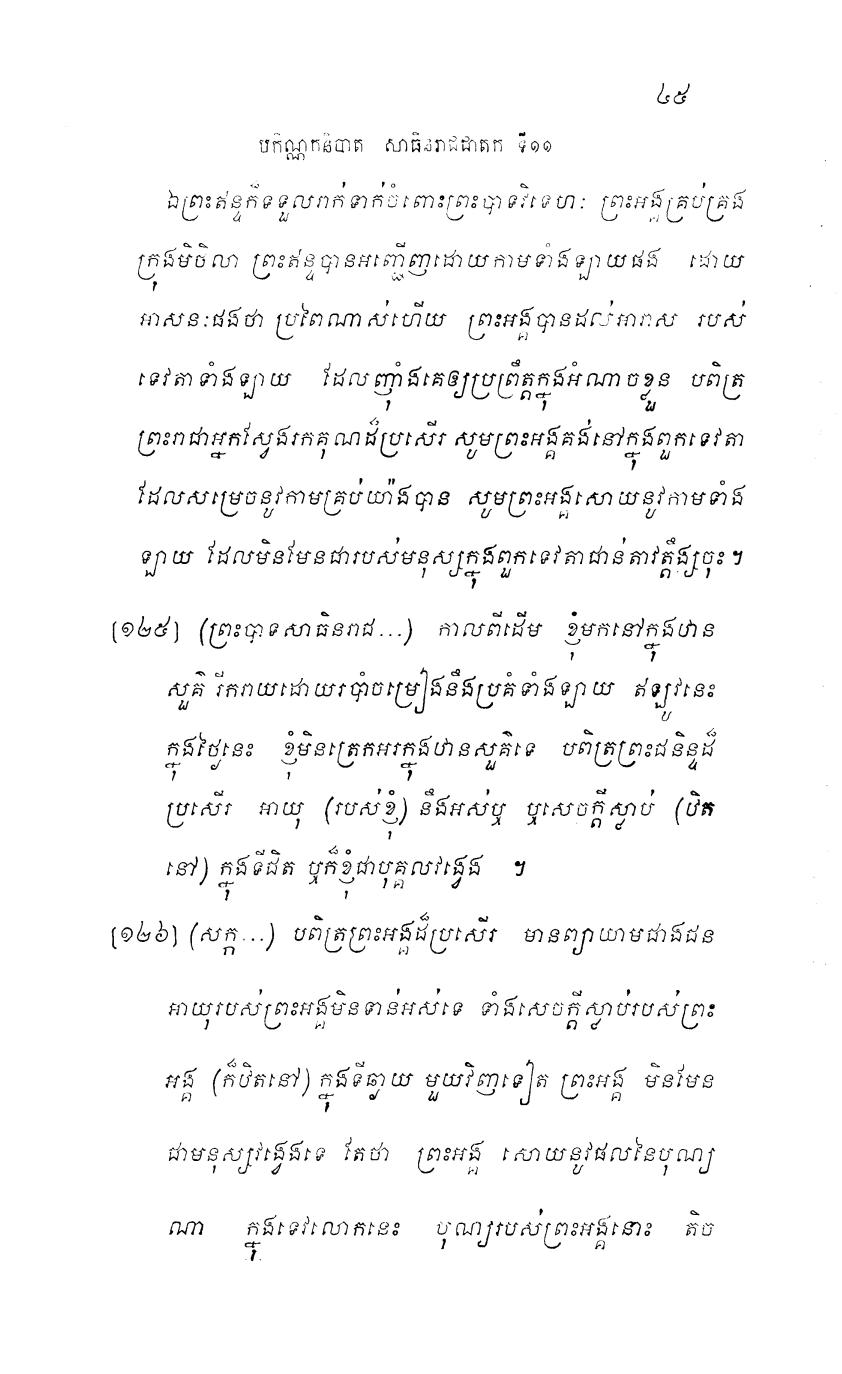 ៤៥
បកិណ្ណកនិបាត សាធិនរាជជាតក ទី១១
ឯព្រះឥន្ទក៏ទទួលរាក់ទាក់ចំពោះព្រះបាទវិទេហៈ ព្រះអង្គគ្រប់គ្រង
ក្រុងមិថិលា ព្រះឥន្ទបានអញ្ជើញដោយកាមទាំងឡាយផង ដោយ
អាសនៈផងថា ប្រពៃណាស់ហើយ ព្រះអង្គបានដល់អាវាស របស់
ទេវតាទាំងឡាយ ដែលញ៉ាំងគេឲ្យប្រព្រឹត្តក្នុងអំណាចខ្លួន បពិត្រ
ព្រះរាជាអ្នកស្វែងរកគុណដ៏ប្រសើរ សូមព្រះអង្គគង់នៅក្នុងពួកទេវតា
ដែលសម្រេចនូវកាមគ្រប់យ៉ាងបាន សូមព្រះអង្គសោយនូវកាមទាំង
ឡាយ ដែលមិនមែនជារបស់មនុស្សក្នុងពួកទេវតាជាន់តាវត្តឹង្សចុះ។
[១២៥] (ព្រះបាទសាធិនរាជ...) កាលពីដើម ខ្ញុំមកនៅក្នុងឋាន
សួគ៌ រីករាយដោយរបាំចម្រៀងនឹងប្រគំទាំងឡាយ ឥឡូវនេះ
ក្នុងថ្ងៃនេះ ខ្ញុំមិនត្រេកអរក្នុងឋានសួគ៌ទេ បពិត្រព្រះជនិន្ទដ៏
ប្រសើរ អាយុ (របស់ខ្ញុំ) នឹងអស់ឬ ឬសេចក្តីស្លាប់ (ឋិត
នៅ) ក្នុងទីជិត ឬក៏ខ្ញុំជាបុគ្គលវង្វេង ។
[១២៦] (សក្ក...) បពិត្រព្រះអង្គដ៏ប្រសើរ មានព្យាយាមជាងជន
អាយុរបស់ព្រះអង្គមិនទាន់អស់ទេ ទាំងសេចក្តីស្លាប់របស់ព្រះ
អង្គ (ក៏ឋិតនៅ) ក្នុងទីឆ្ងាយ មួយវិញទៀត ព្រះអង្គ មិនមែន
ជាមនុស្សវង្វេងទេ តែថា ព្រះអង្គ សោយនូវផលនៃបុណ្យ
ណា ក្នុងទេវលោកនេះ បុណ្យរបស់ព្រះអង្គនោះ តិច